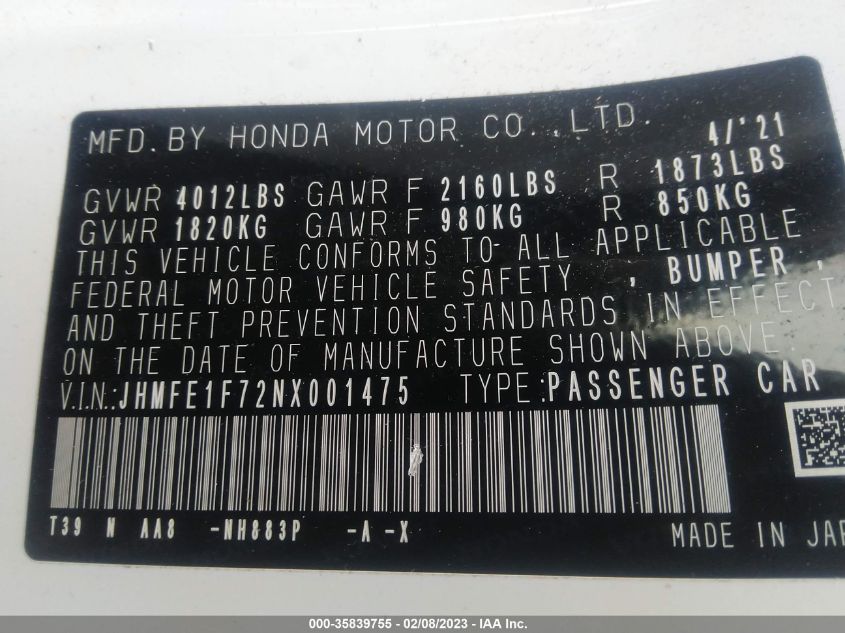 MFD. BY HONDA MOTOR CO., LTD. 4/'21
GVWR 4012LBS GAWR F 2160LBS R 1873LBS
GVWR 1820KG GAWR F 980KG R 850KG
THIS VEHICLE CONFORMS TO ALL APPLICABLE
FEDERAL MOTOR VEHICLE SAFETY , BUMPER ,
AND THEFT PREVENTION STANDARDS IN EFFECT
ON THE DATE OF MANUFACTURE SHOWN ABOVE.
V.I.N.:JHMFE1F72NX001475 TYPE:PASSENGER CAR
T39 N AA8 -NH883P -A -X
MADE IN JAP
000-35839755 - 02/08/2023 - IAA Inc.